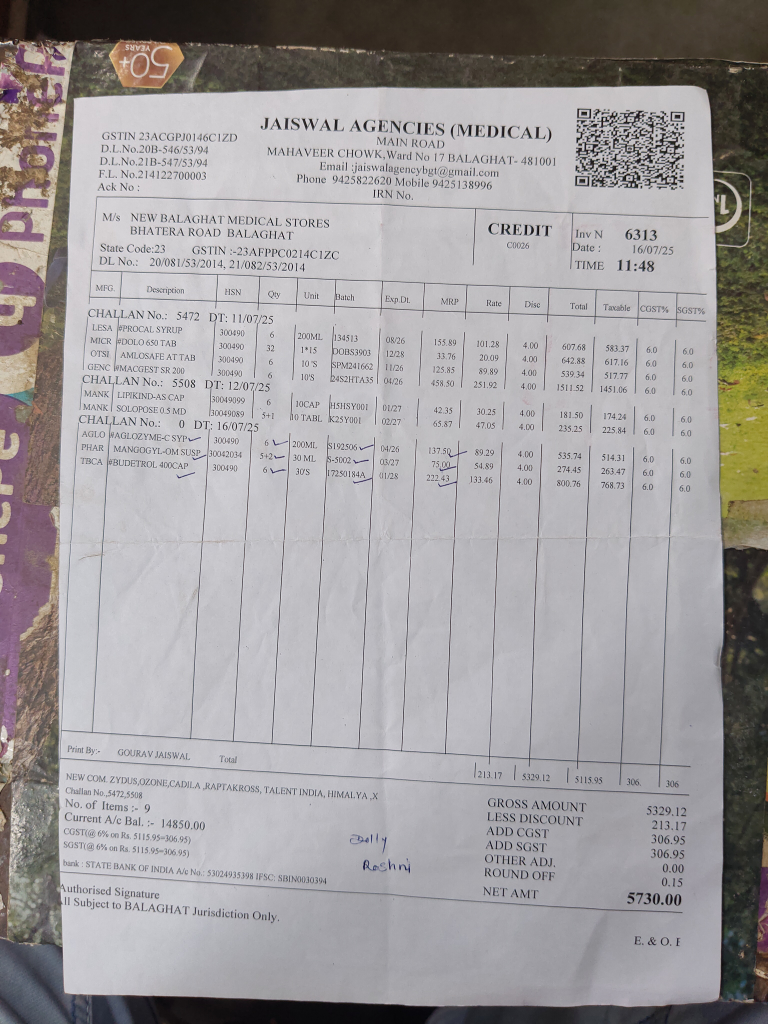 50+
YEARS
PhonePe
GSTIN 23ACGPJ0146C1ZD
D.L.No.20B-546/53/94
D.L.No.21B-547/53/94
F.L. No.214122700003
Ack No :
JAISWAL AGENCIES (MEDICAL)
MAIN ROAD
MAHAVEER CHOWK,Ward No 17 BALAGHAT- 481001
Email :jaiswalagencybgt@gmail.com
Phone 9425822620 Mobile 9425138996
IRN No.
M/s NEW BALAGHAT MEDICAL STORES
BHATERA ROAD BALAGHAT
State Code:23 GSTIN :-23AFPPC0214C1ZC
DL No.: 20/081/53/2014, 21/082/53/2014
CREDIT
C0026
Inv N 6313
Date : 16/07/25
TIME 11:48
MFG. Description HSN Qty Unit Batch Exp.Dt. MRP Rate Disc Total Taxable CGST% SGST%
CHALLAN No.: 5472 DT: 11/07/25
LESA #PROCAL SYRUP 300490 6 200ML 134513 08/26 155.89 101.28 4.00 607.68 583.37 6.0 6.0
MICR #DOLO 650 TAB 300490 32 1*15 DOBS3903 12/28 33.76 20.09 4.00 642.88 617.16 6.0 6.0
OTSI AMLOSAFE AT TAB 300490 6 10'S SPM241662 11/26 125.85 89.89 4.00 539.34 517.77 6.0 6.0
GENC #MACGEST SR 200 300490 6 10'S 24S2HTA35 04/26 458.50 251.92 4.00 1511.52 1451.06 6.0 6.0
CHALLAN No.: 5508 DT: 12/07/25
MANK LIPIKIND-AS CAP 30049099 6 10CAP H5HSY001 01/27 42.35 30.25 4.00 181.50 174.24 6.0 6.0
MANK SOLOPOSE 0.5 MD 30049089 5+1 10 TABL K25Y001 02/27 65.87 47.05 4.00 235.25 225.84 6.0 6.0
CHALLAN No.: 0 DT: 16/07/25
AGLO #AGLOZYME-C SYP 300490 6 200ML S192506 04/26 137.50 89.29 4.00 535.74 514.31 6.0 6.0
PHAR MANGOGYL-OM SUSP 30042034 5+2 30 ML S-5002 03/27 75.00 54.89 4.00 274.45 263.47 6.0 6.0
TBCA #BUDETROL 400CAP 300490 6 30'S 17250184A 01/28 222.43 133.46 4.00 800.76 768.73 6.0 6.0
Print By:- GOURAV JAISWAL Total 213.17 5329.12 5115.95 306. 306
NEW COM. ZYDUS,OZONE,CADILA ,RAPTAKROSS, TALENT INDIA, HIMALYA ,X
Challan No.,5472,5508
No. of Items :- 9
Current A/c Bal. :- 14850.00
CGST(@ 6% on Rs. 5115.95=306.95)
SGST(@ 6% on Rs. 5115.95=306.95)
bank : STATE BANK OF INDIA A/c No.: 53024935398 IFSC: SBIN0030394
Roshni
GROSS AMOUNT 5329.12
LESS DISCOUNT 213.17
ADD CGST 306.95
ADD SGST 306.95
OTHER ADJ. 0.00
ROUND OFF 0.15
NET AMT 5730.00
Authorised Signature
All Subject to BALAGHAT Jurisdiction Only.
E. & O. E